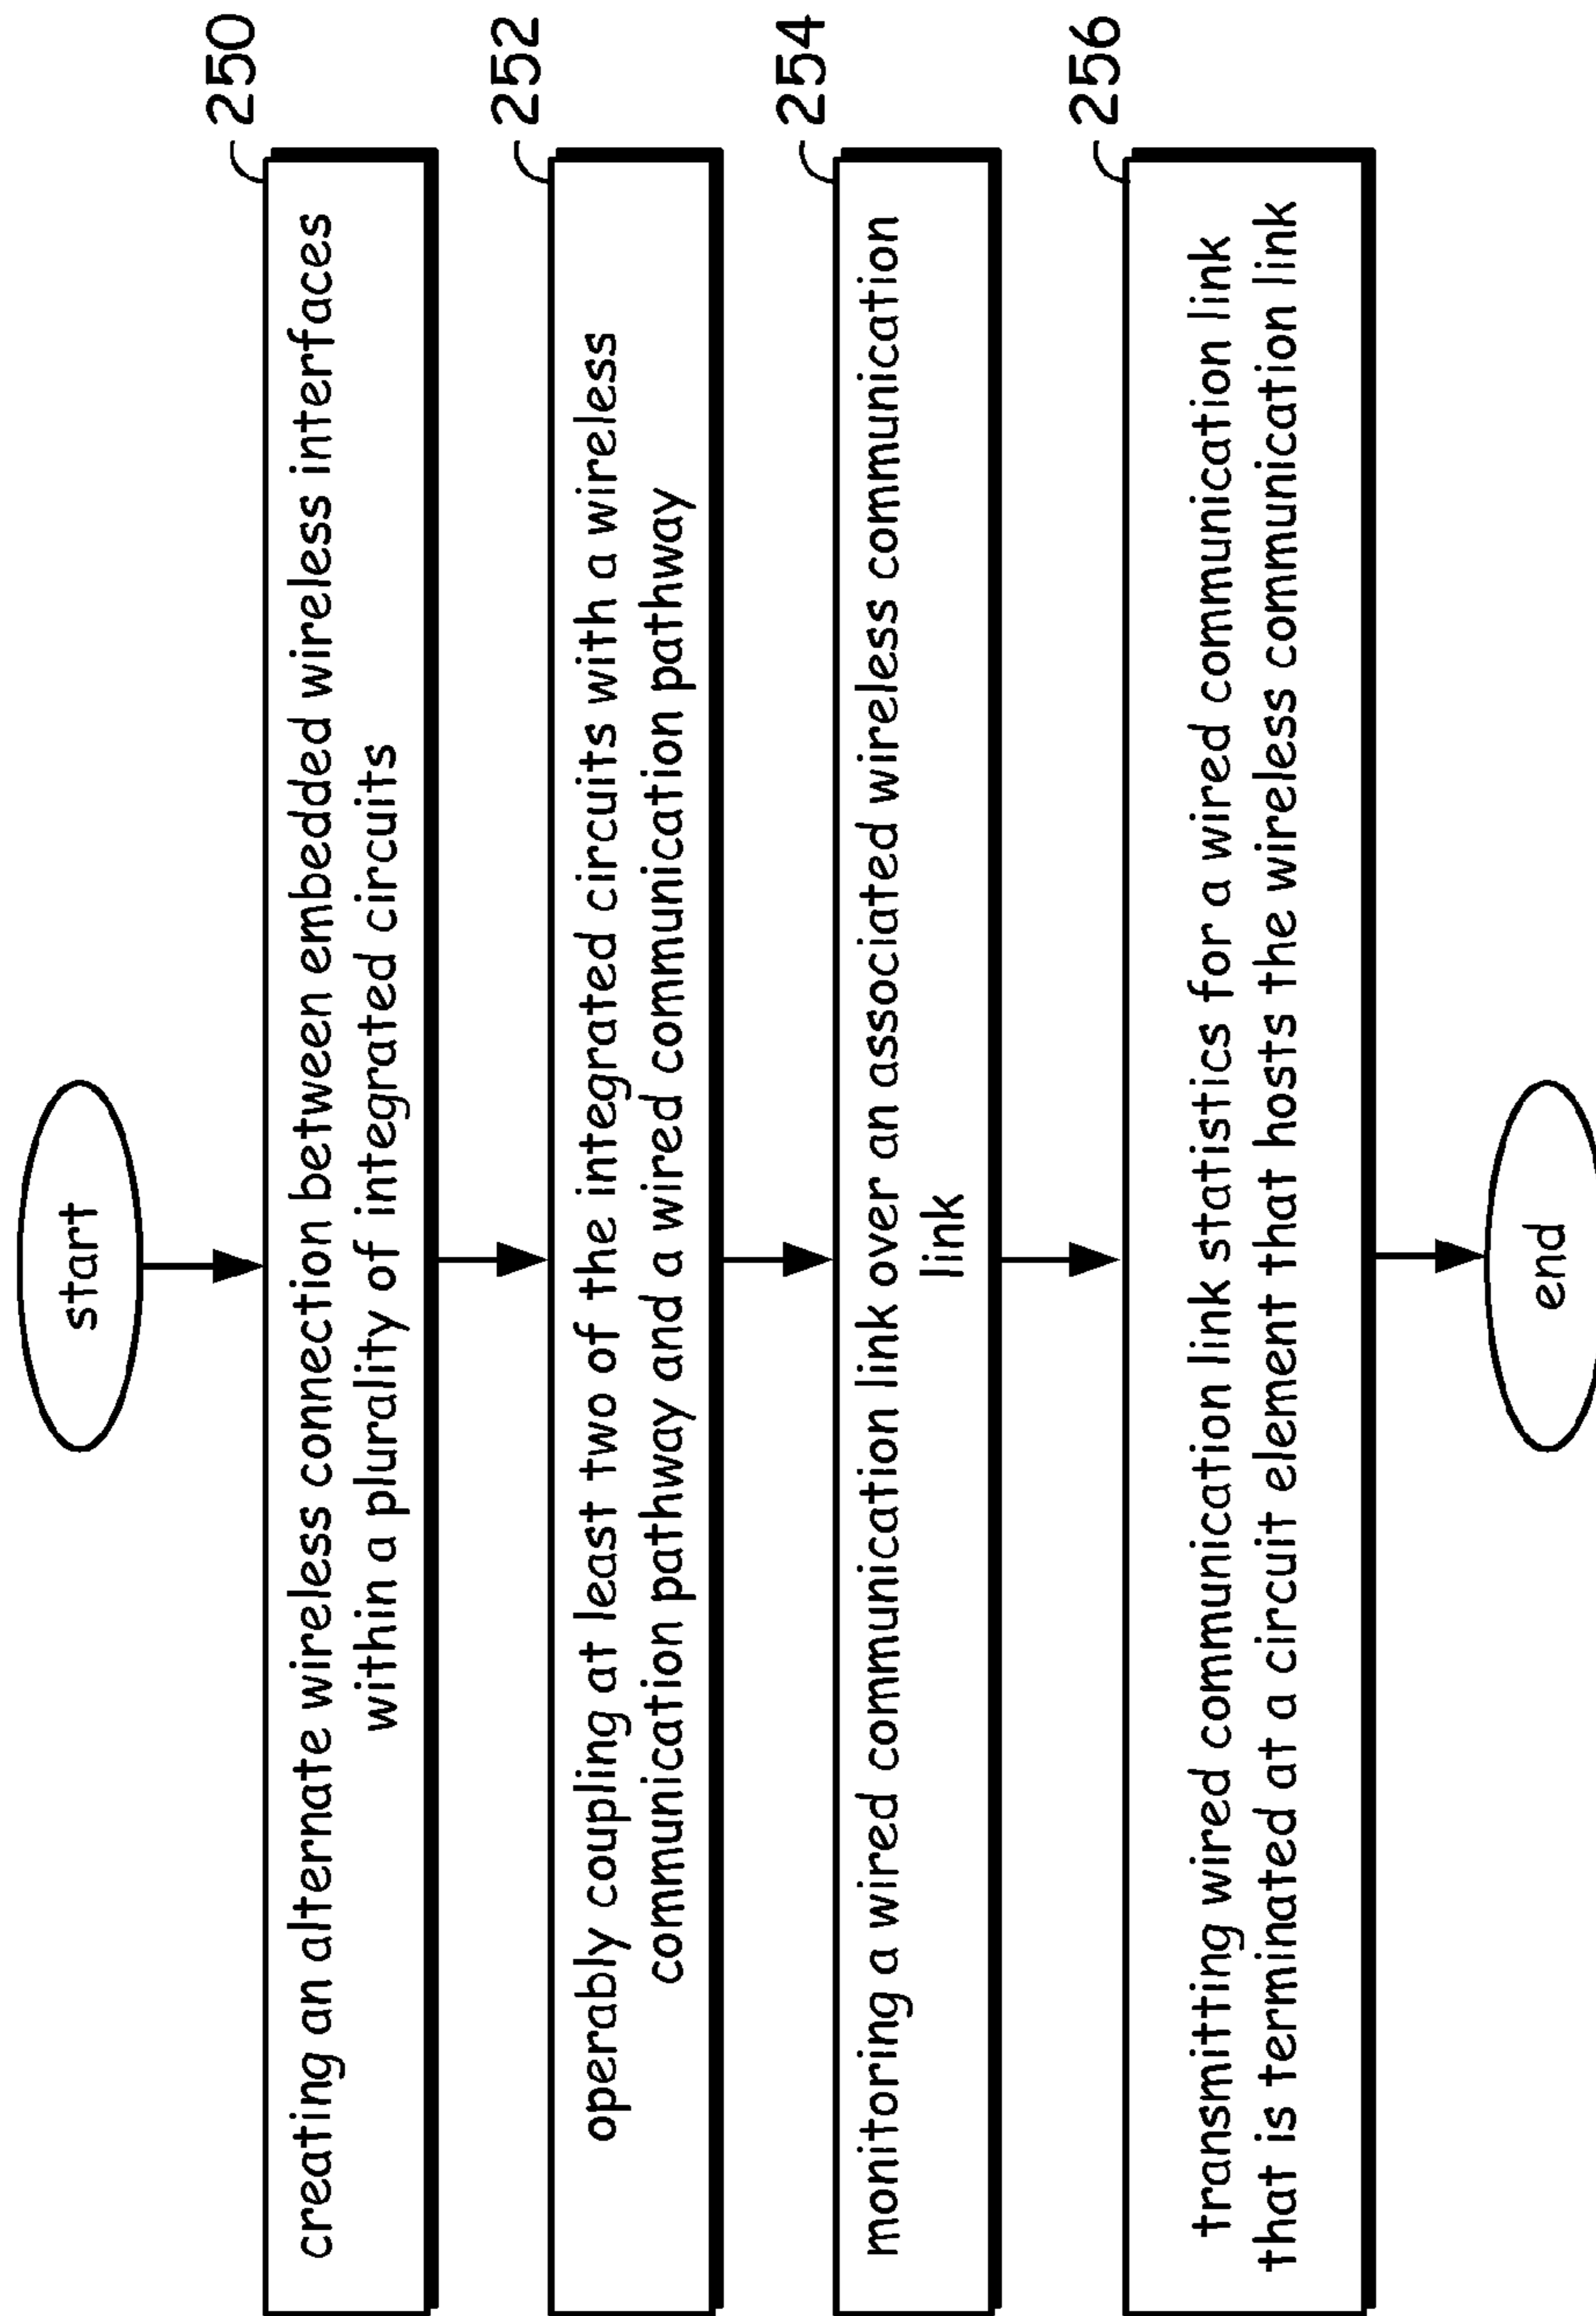 start
250
creating an alternate wireless connection between embedded wireless interfaces
within a plurality of integrated circuits
252
operably coupling at least two of the integrated circuits with a wireless
communication pathway and a wired communication pathway
254
monitoring a wired communication link over an associated wireless communication
link
256
transmitting wired communication link statistics for a wired communication link
that is terminated at a circuit element that hosts the wireless communication link
end